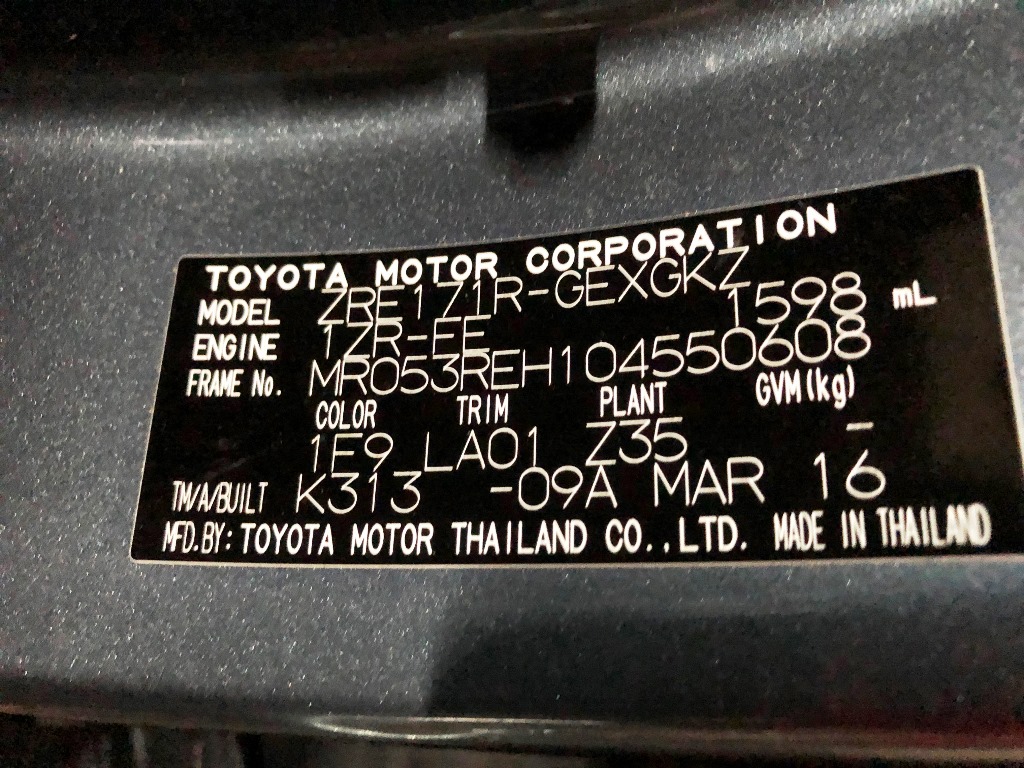 TOYOTA MOTOR CORPORATION
MODEL ZRE171R-GEXGKZ
ENGINE 1ZR-FE 1598 mL
FRAME No. MR053REH104550608
COLOR TRIM PLANT GVM(kg)
1E9 LA01 Z35 -
TM/A/BUILT K313 -09A MAR 16
MFD.BY: TOYOTA MOTOR THAILAND CO.,LTD. MADE IN THAILAND